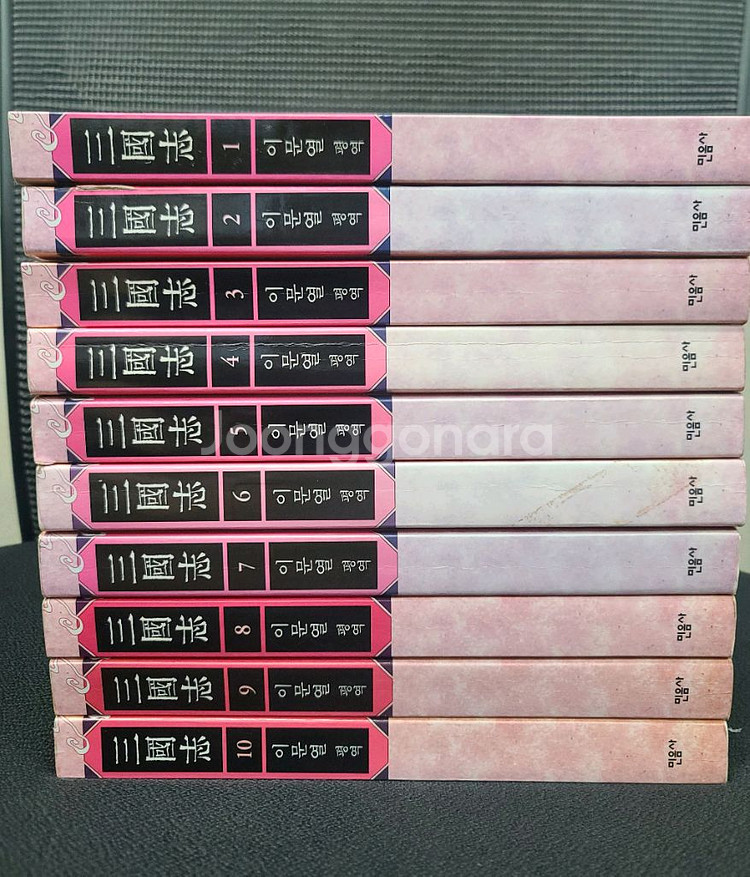 三國志 1 이문열 평역 민음사
三國志 2 이문열 평역 민음사
三國志 3 이문열 평역 민음사
三國志 4 이문열 평역 민음사
三國志 5 이문열 평역 민음사
Joonggonara
三國志 6 이문열 평역 민음사
三國志 7 이문열 평역 민음사
三國志 8 이문열 평역 민음사
三國志 9 이문열 평역 민음사
三國志 10 이문열 평역 민음사